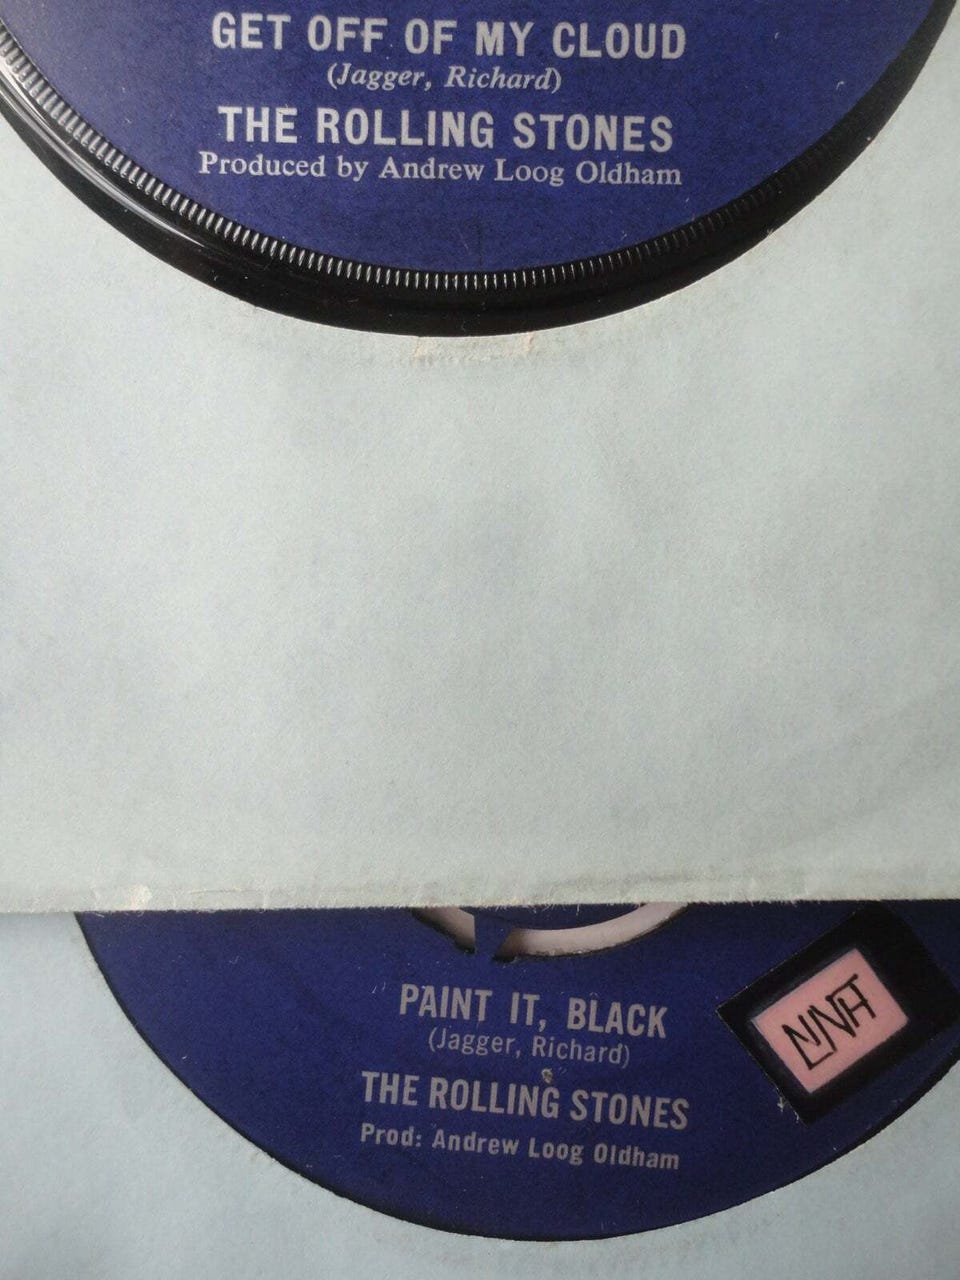 GET OFF OF MY CLOUD
(Jagger, Richard)
THE ROLLING STONES
Produced by Andrew Loog Oldham
PAINT IT, BLACK
(Jagger, Richard)
THE ROLLING STONES
Prod: Andrew Loog Oldham